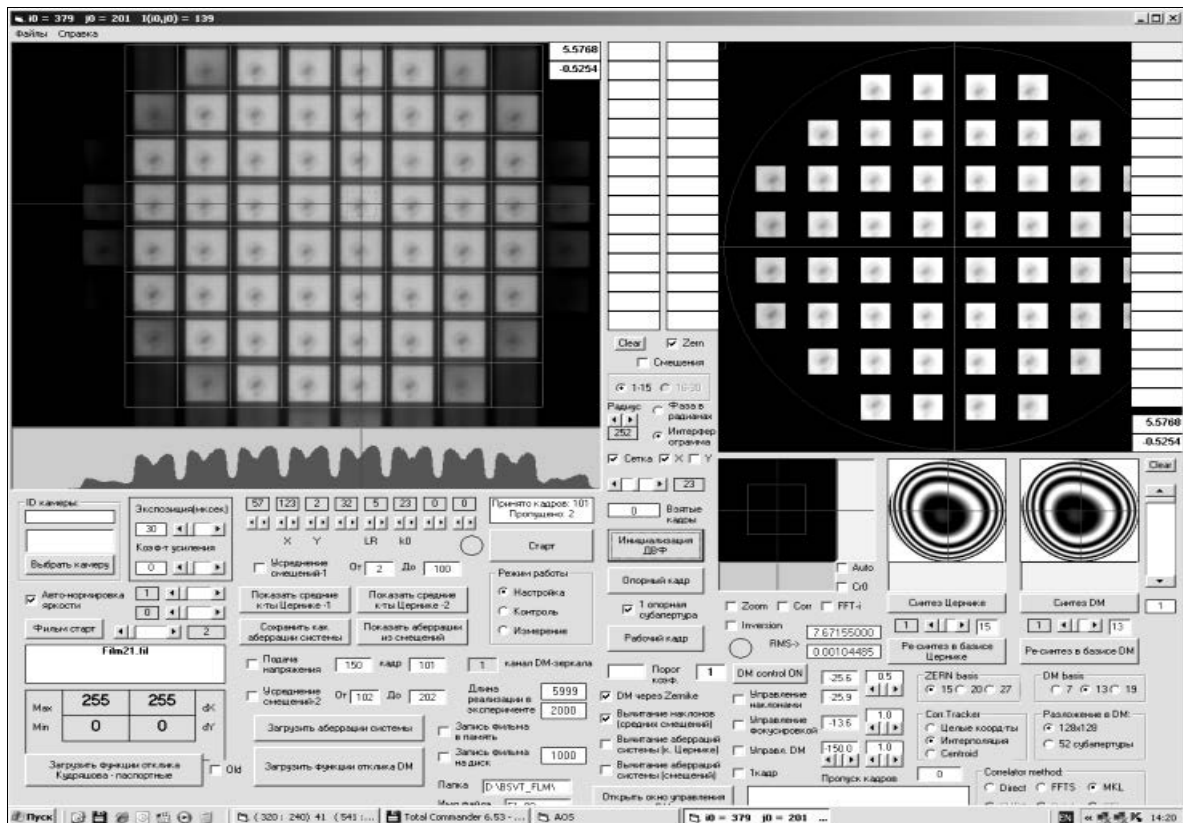 i0 = 379 j0 = 201 I(i0,j0) = 139
Файлы Справка
5.5768
-0.5254
5.5768
-0.5254
Clear
Zern
Смешения
1-15
16-30
Радиус
252
Фаза в
радианах
Интерфер
ограмма
Сетка X Y
23
0
Взятые
кадры
Инициализация
ДВФ
Опорный кадр
1 опорная
субапертура
Рабочий кадр
Порог
коэф.
1
ID камеры
Выбрать камеру
Экспозиция(мксек)
30
Коэф-т усиления
0
57 123 2 32 5 23 0 0
X Y LR k0
Принято кадров: 101
Пропущено: 2
Старт
Усреднение
смещений-1
От 2 До 100
Режим работы
Настройка
Контроль
Измерение
Авто-нормировка
яркости
1
0
Показать средние
к-ты Цернике -1
Показать средние
к-ты Цернике -2
Сохранить как
аберрации системы
Показать аберрации
из смещений
Фильм старт
2
Film21.fil
Max 255 255 dX
Min 0 0 dY
Подача
напряжения
150 кадр 101
1 канал DM-зеркала
Усреднение
смещений-2
От 102 До 202
Длина
реализации в
эксперименте
5999
2000
Загрузить аберрации системы
Запись фильма
в память
Запись фильма
на диск
1000
Загрузить функции отклика
Кудряшова - паспортные
Old
Загрузить функции отклика DM
Папка D:\BSVT_FLM\
Auto
Cr0
Zoom Corr FFT-i
Inversion
RMS->
7.67155000
0.00104485
DM control ON
DM через Zernike
Вычитание наклонов
(средних смещений)
Вычитание аберраций
системы (к. Цернике)
Вычитание аберраций
системы (смещений)
Открыть окно управления
Управление
наклонами
Управление
фокусировкой
Управл. DM
1кадр
-25.6 0.5
-25.9
-13.6 1.0
-150.0 1.0
Пропуск кадров
0
Clear
Синтез Цернике
Синтез DM
1
1 15
1 13
Ре-синтез в базисе
Цернике
Ре-синтез в базисе DM
ZERN basis
15 20 27
DM basis
7 13 19
Corr.Tracker
Целые коорд-ты
Интерполяция
Centroid
Разложение в DM:
128x128
52 субапертуры
Correlator method:
Direct FFTS MKL
Пуск
( 320 : 240) 41 (541 :...
Total Commander 6.53 - ...
AOS
i0 = 379 j0 = 201 ...
EN
14:20